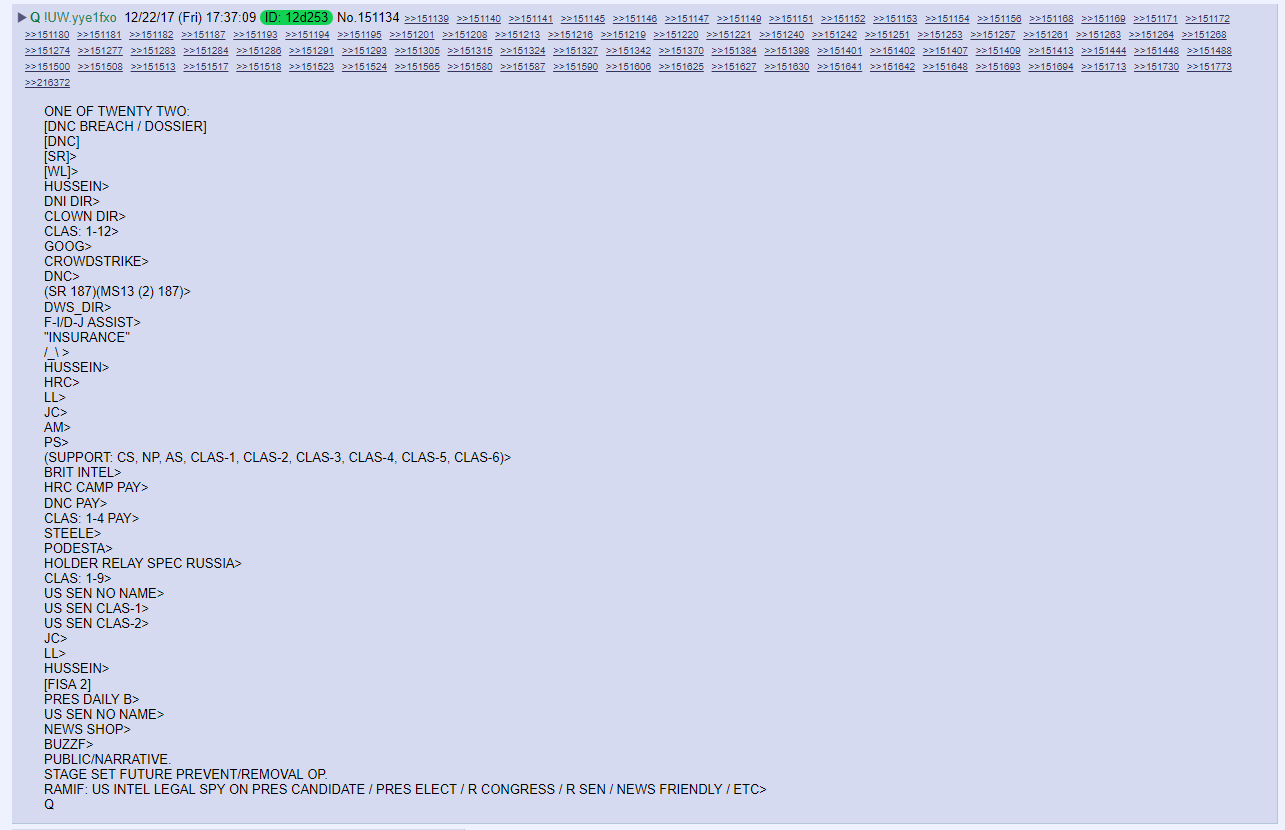 ▶Q !UW.yye1fxo 12/22/17 (Fri) 17:37:09 ID: 12d253 No.151134 >>151139 >>151140 >>151141 >>151145 >>151146 >>151147 >>151149 >>151151 >>151152 >>151153 >>151154 >>151156 >>151168 >>151169 >>151171 >>151172
>>151180 >>151181 >>151182 >>151187 >>151193 >>151194 >>151195 >>151201 >>151208 >>151213 >>151216 >>151219 >>151220 >>151221 >>151240 >>151242 >>151251 >>151253 >>151257 >>151261 >>151263 >>151264 >>151268
>>151274 >>151277 >>151283 >>151284 >>151286 >>151291 >>151293 >>151305 >>151315 >>151324 >>151327 >>151342 >>151370 >>151384 >>151398 >>151401 >>151402 >>151407 >>151409 >>151413 >>151444 >>151448 >>151488
>>151500 >>151508 >>151513 >>151517 >>151518 >>151523 >>151524 >>151565 >>151580 >>151587 >>151590 >>151606 >>151625 >>151627 >>151630 >>151641 >>151642 >>151648 >>151693 >>151694 >>151713 >>151730 >>151773
>>216372
ONE OF TWENTY TWO:
[DNC BREACH / DOSSIER]
[DNC]
[SR]>
[WL]>
HUSSEIN>
DNI DIR>
CLOWN DIR>
CLAS: 1-12>
GOOG>
CROWDSTRIKE>
DNC>
(SR 187)(MS13 (2) 187)>
DWS_DIR>
F-I/D-J ASSIST>
"INSURANCE"
/_\ >
HUSSEIN>
HRC>
LL>
JC>
AM>
PS>
(SUPPORT: CS, NP, AS, CLAS-1, CLAS-2, CLAS-3, CLAS-4, CLAS-5, CLAS-6)>
BRIT INTEL>
HRC CAMP PAY>
DNC PAY>
CLAS: 1-4 PAY>
STEELE>
PODESTA>
HOLDER RELAY SPEC RUSSIA>
CLAS: 1-9>
US SEN NO NAME>
US SEN CLAS-1>
US SEN CLAS-2>
JC>
LL>
HUSSEIN>
[FISA 2]
PRES DAILY B>
US SEN NO NAME>
NEWS SHOP>
BUZZF>
PUBLIC/NARRATIVE.
STAGE SET FUTURE PREVENT/REMOVAL OP.
RAMIF: US INTEL LEGAL SPY ON PRES CANDIDATE / PRES ELECT / R CONGRESS / R SEN / NEWS FRIENDLY / ETC>
Q